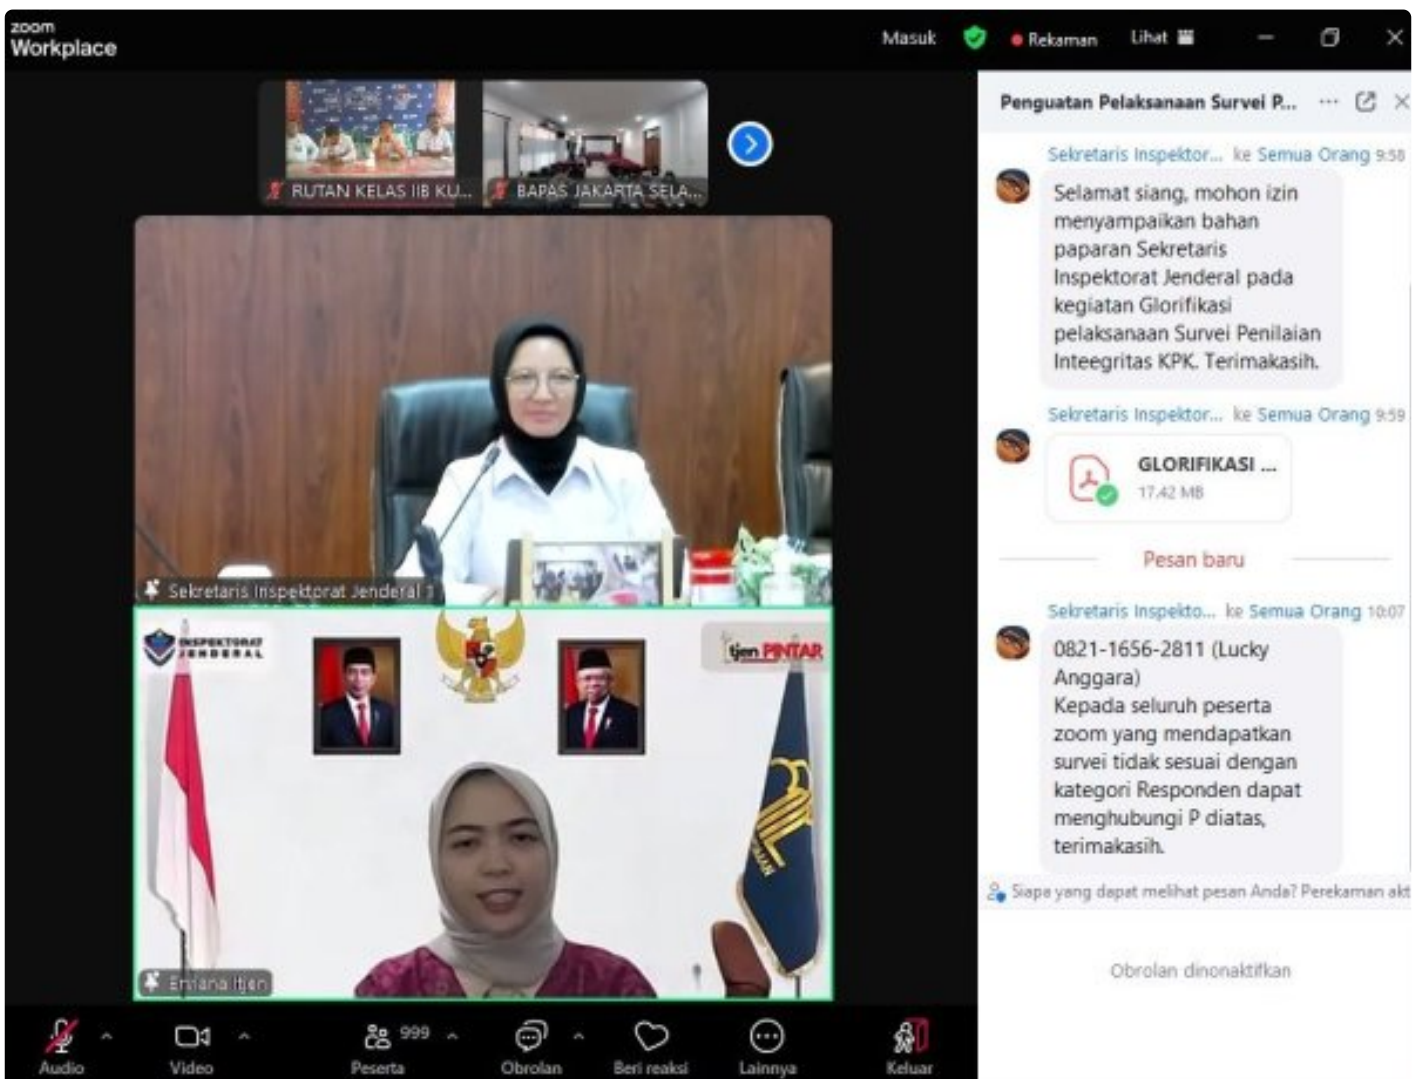 zoom
Workplace
Masuk
Rekaman
Lihat
RUTAN KELAS IIB KU...
BAPAS JAKARTA SELA...
Sekretaris Inspektorat Jenderal 1
INSPEKTORAT
JENDERAL
Itjen PINTAR
Itjen
Audio
Video
999
Peserta
Obrolan
Beri reaksi
Lainnya
Keluar
Penguatan Pelaksanaan Survei P...
Sekretaris Inspektor... ke Semua Orang 9:58
Selamat siang, mohon izin
menyampaikan bahan
paparan Sekretaris
Inspektorat Jenderal pada
kegiatan Glorifikasi
pelaksanaan Survei Penilaian
Inteegritas KPK. Terimakasih.
Sekretaris Inspektor... ke Semua Orang 9:59
GLORIFIKASI ...
17.42 MB
Pesan baru
Sekretaris Inspekto... ke Semua Orang 10:07
0821-1656-2811 (Lucky
Anggara)
Kepada seluruh peserta
zoom yang mendapatkan
survei tidak sesuai dengan
kategori Responden dapat
menghubungi P diatas,
terimakasih.
Siapa yang dapat melihat pesan Anda? Perekaman akt
Obrolan dinonaktifkan